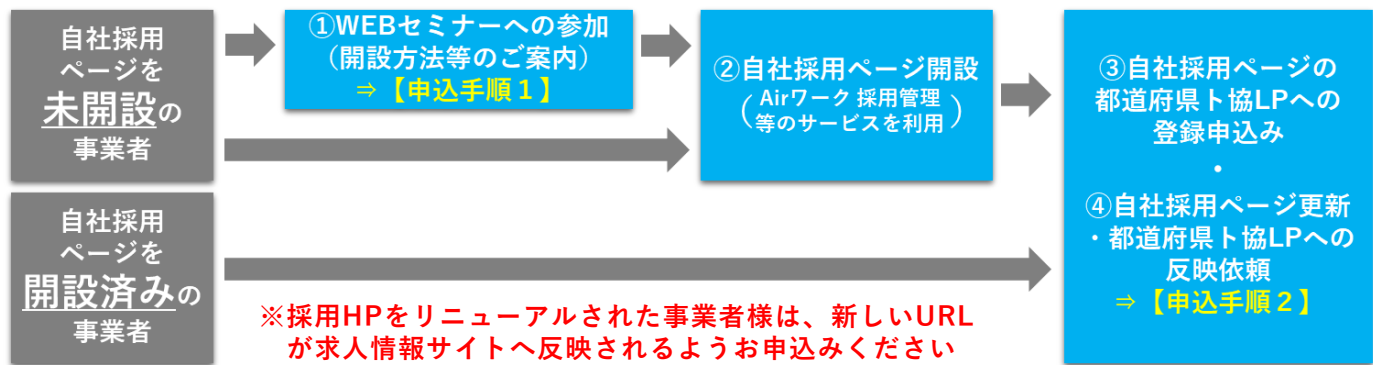 自社採用
ページを
未開設の
事業者
①WEBセミナーへの参加
（開設方法等のご案内）
⇒【申込手順１】
②自社採用ページ開設
（Airワーク 採用管理
等のサービスを利用）
③自社採用ページの
都道府県ト協LPへの
登録申込み
・
④自社採用ページ更新
・都道府県ト協LPへの
反映依頼
⇒【申込手順２】
自社採用
ページを
開設済みの
事業者
※採用HPをリニューアルされた事業者様は、新しいURL
が求人情報サイトへ反映されるようお申込みください